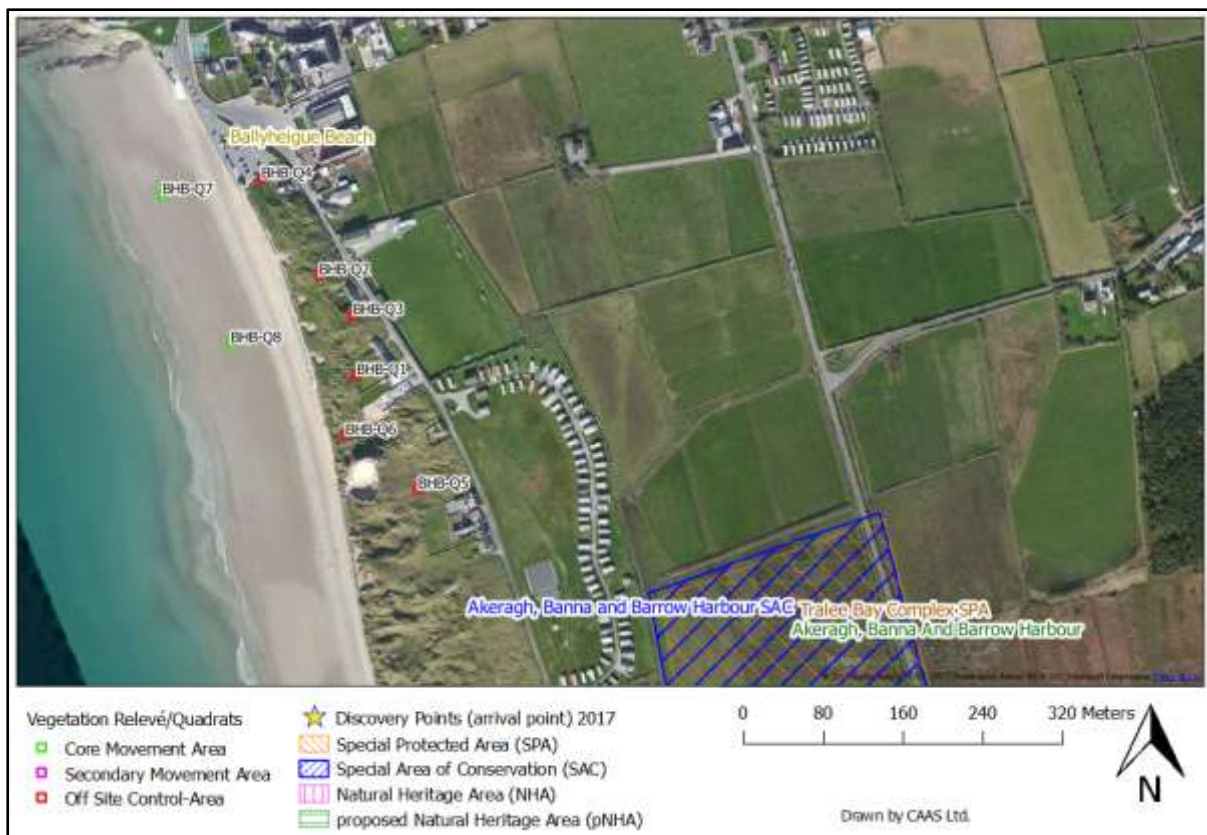 Ballyheigue Beach
BHB-Q7
BHB-Q4
BHB-Q2
BHB-Q3
BHB-Q8
BHB-Q1
BHB-Q6
BHB-Q5
Akeragh, Banna and Barrow Harbour SAC
Tralee Bay Complex SPA
Akeragh, Banna And Barrow Harbour
Vegetation Relevé/Quadrats
Core Movement Area
Secondary Movement Area
Off Site Control-Area
Discovery Points (arrival point) 2017
Special Protected Area (SPA)
Special Area of Conservation (SAC)
Natural Heritage Area (NHA)
proposed Natural Heritage Area (pNHA)
0 80 160 240 320 Meters
N
Drawn by CAAS Ltd.